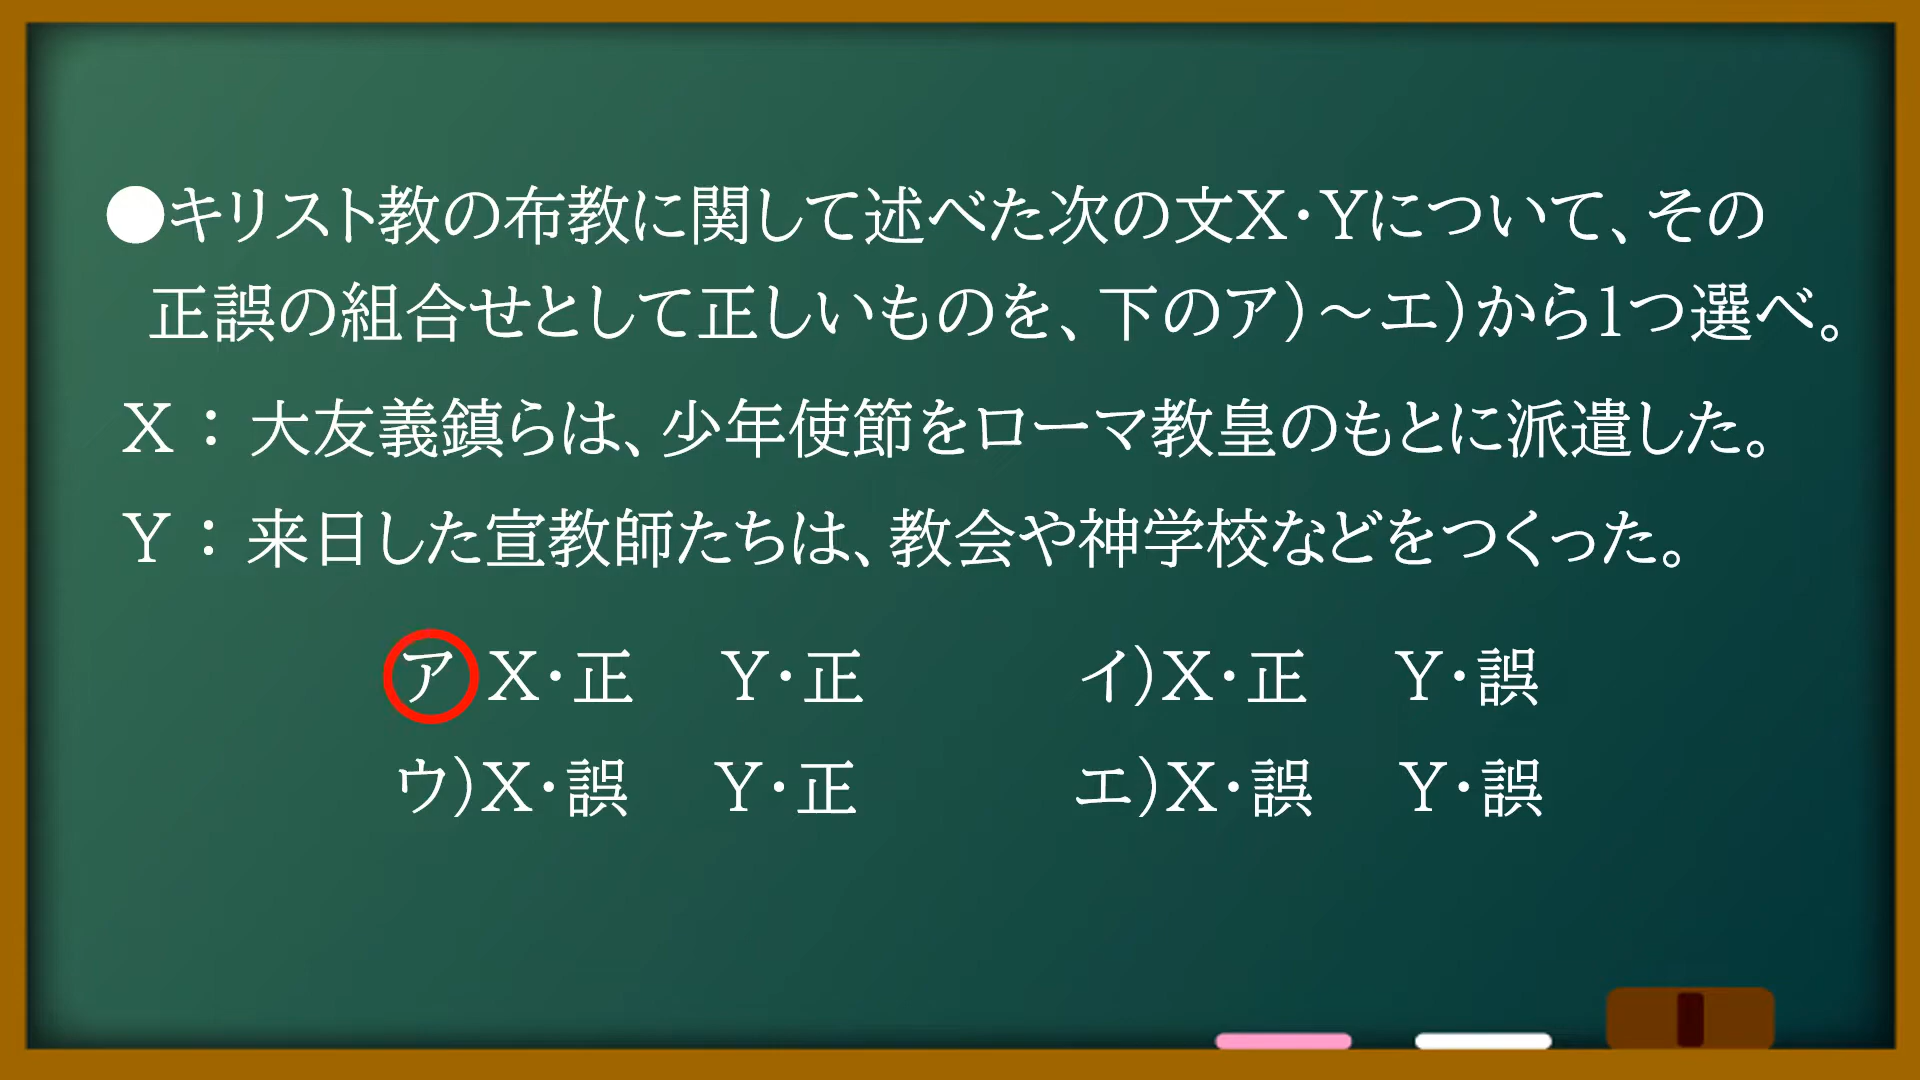 ●キリスト教の布教に関して述べた次の文X・Yについて、その
正誤の組合せとして正しいものを、下のア）～エ）から1つ選べ。
X：大友義鎮らは、少年使節をローマ教皇のもとに派遣した。
Y：来日した宣教師たちは、教会や神学校などをつくった。
ア X・正　Y・正　イ）X・正　Y・誤
ウ）X・誤　Y・正　エ）X・誤　Y・誤